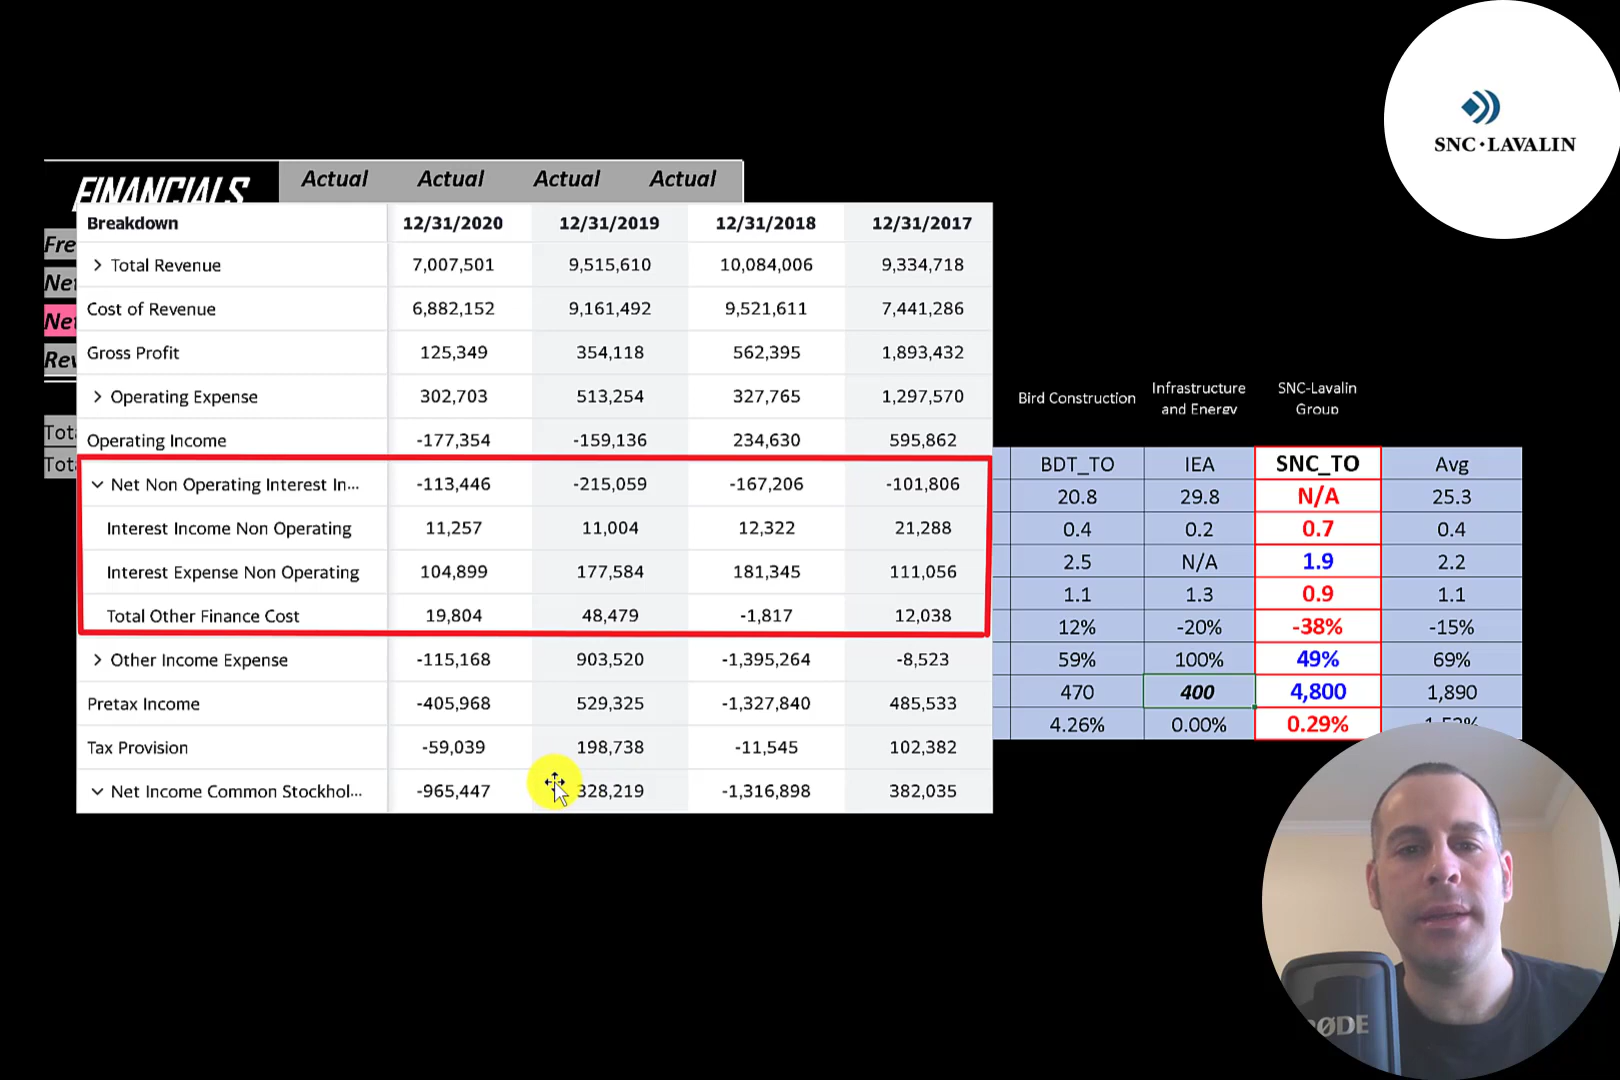 SNC·LAVALIN
FINANCIALS Actual Actual Actual Actual
Breakdown 12/31/2020 12/31/2019 12/31/2018 12/31/2017
Fre
Total Revenue 7,007,501 9,515,610 10,084,006 9,334,718
Net
Cost of Revenue 6,882,152 9,161,492 9,521,611 7,441,286
Net
Gross Profit 125,349 354,118 562,395 1,893,432
Rev
Operating Expense 302,703 513,254 327,765 1,297,570
Bird Construction Infrastructure and Energy SNC-Lavalin Group
Tot
Operating Income -177,354 -159,136 234,630 595,862
Tot
BDT_TO IEA SNC_TO Avg
Net Non Operating Interest In... -113,446 -215,059 -167,206 -101,806
20.8 29.8 N/A 25.3
Interest Income Non Operating 11,257 11,004 12,322 21,288
0.4 0.2 0.7 0.4
Interest Expense Non Operating 104,899 177,584 181,345 111,056
2.5 N/A 1.9 2.2
1.1 1.3 0.9 1.1
Total Other Finance Cost 19,804 48,479 -1,817 12,038
12% -20% -38% -15%
Other Income Expense -115,168 903,520 -1,395,264 -8,523
59% 100% 49% 69%
Pretax Income -405,968 529,325 -1,327,840 485,533
470 400 4,800 1,890
4.26% 0.00% 0.29%
Tax Provision -59,039 198,738 -11,545 102,382
Net Income Common Stockhol... -965,447 328,219 -1,316,898 382,035
RØDE